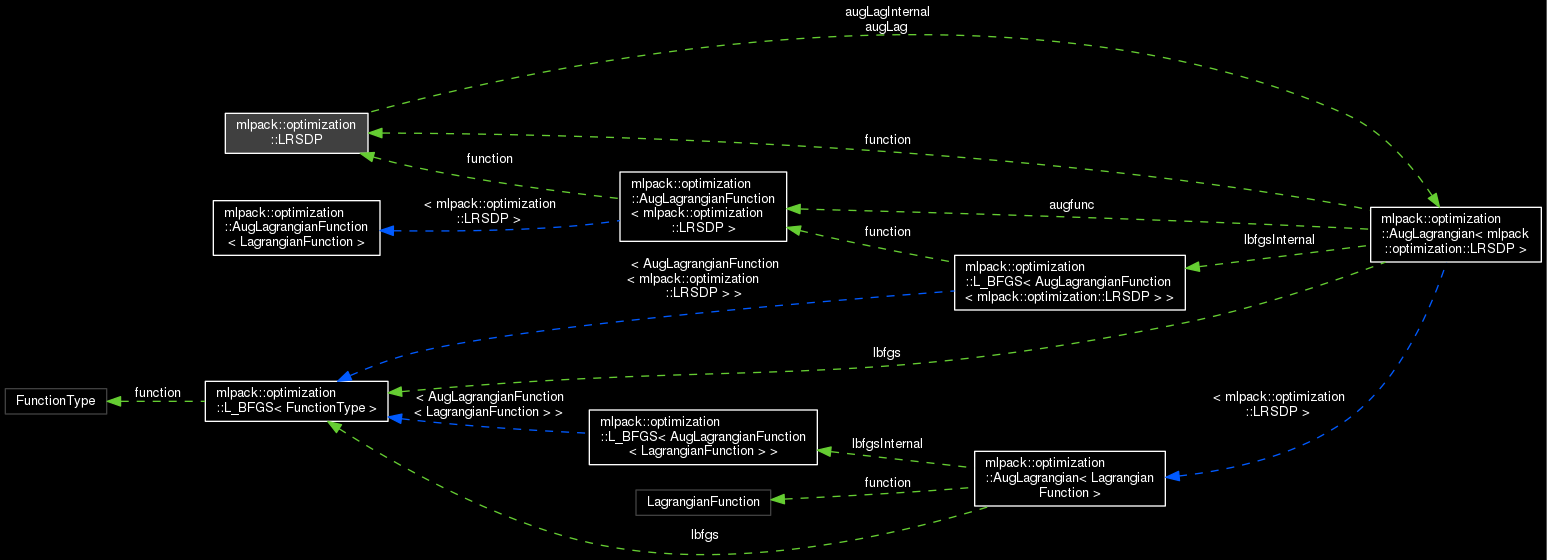 augLagInternal
augLag
mlpack::optimization
::LRSDP
function
function
mlpack::optimization
::AugLagrangianFunction
< mlpack::optimization
::LRSDP >
< mlpack::optimization
::LRSDP >
mlpack::optimization
::AugLagrangianFunction
< LagrangianFunction >
augfunc
mlpack::optimization
::AugLagrangian< mlpack
::optimization::LRSDP >
function
lbfgsInternal
< AugLagrangianFunction
< mlpack::optimization
::LRSDP > >
mlpack::optimization
::L_BFGS< AugLagrangianFunction
< mlpack::optimization::LRSDP > >
lbfgs
FunctionType
function
mlpack::optimization
::L_BFGS< FunctionType >
< AugLagrangianFunction
< LagrangianFunction > >
< mlpack::optimization
::LRSDP >
mlpack::optimization
::L_BFGS< AugLagrangianFunction
< LagrangianFunction > >
lbfgsInternal
function
mlpack::optimization
::AugLagrangian< Lagrangian
Function >
LagrangianFunction
lbfgs